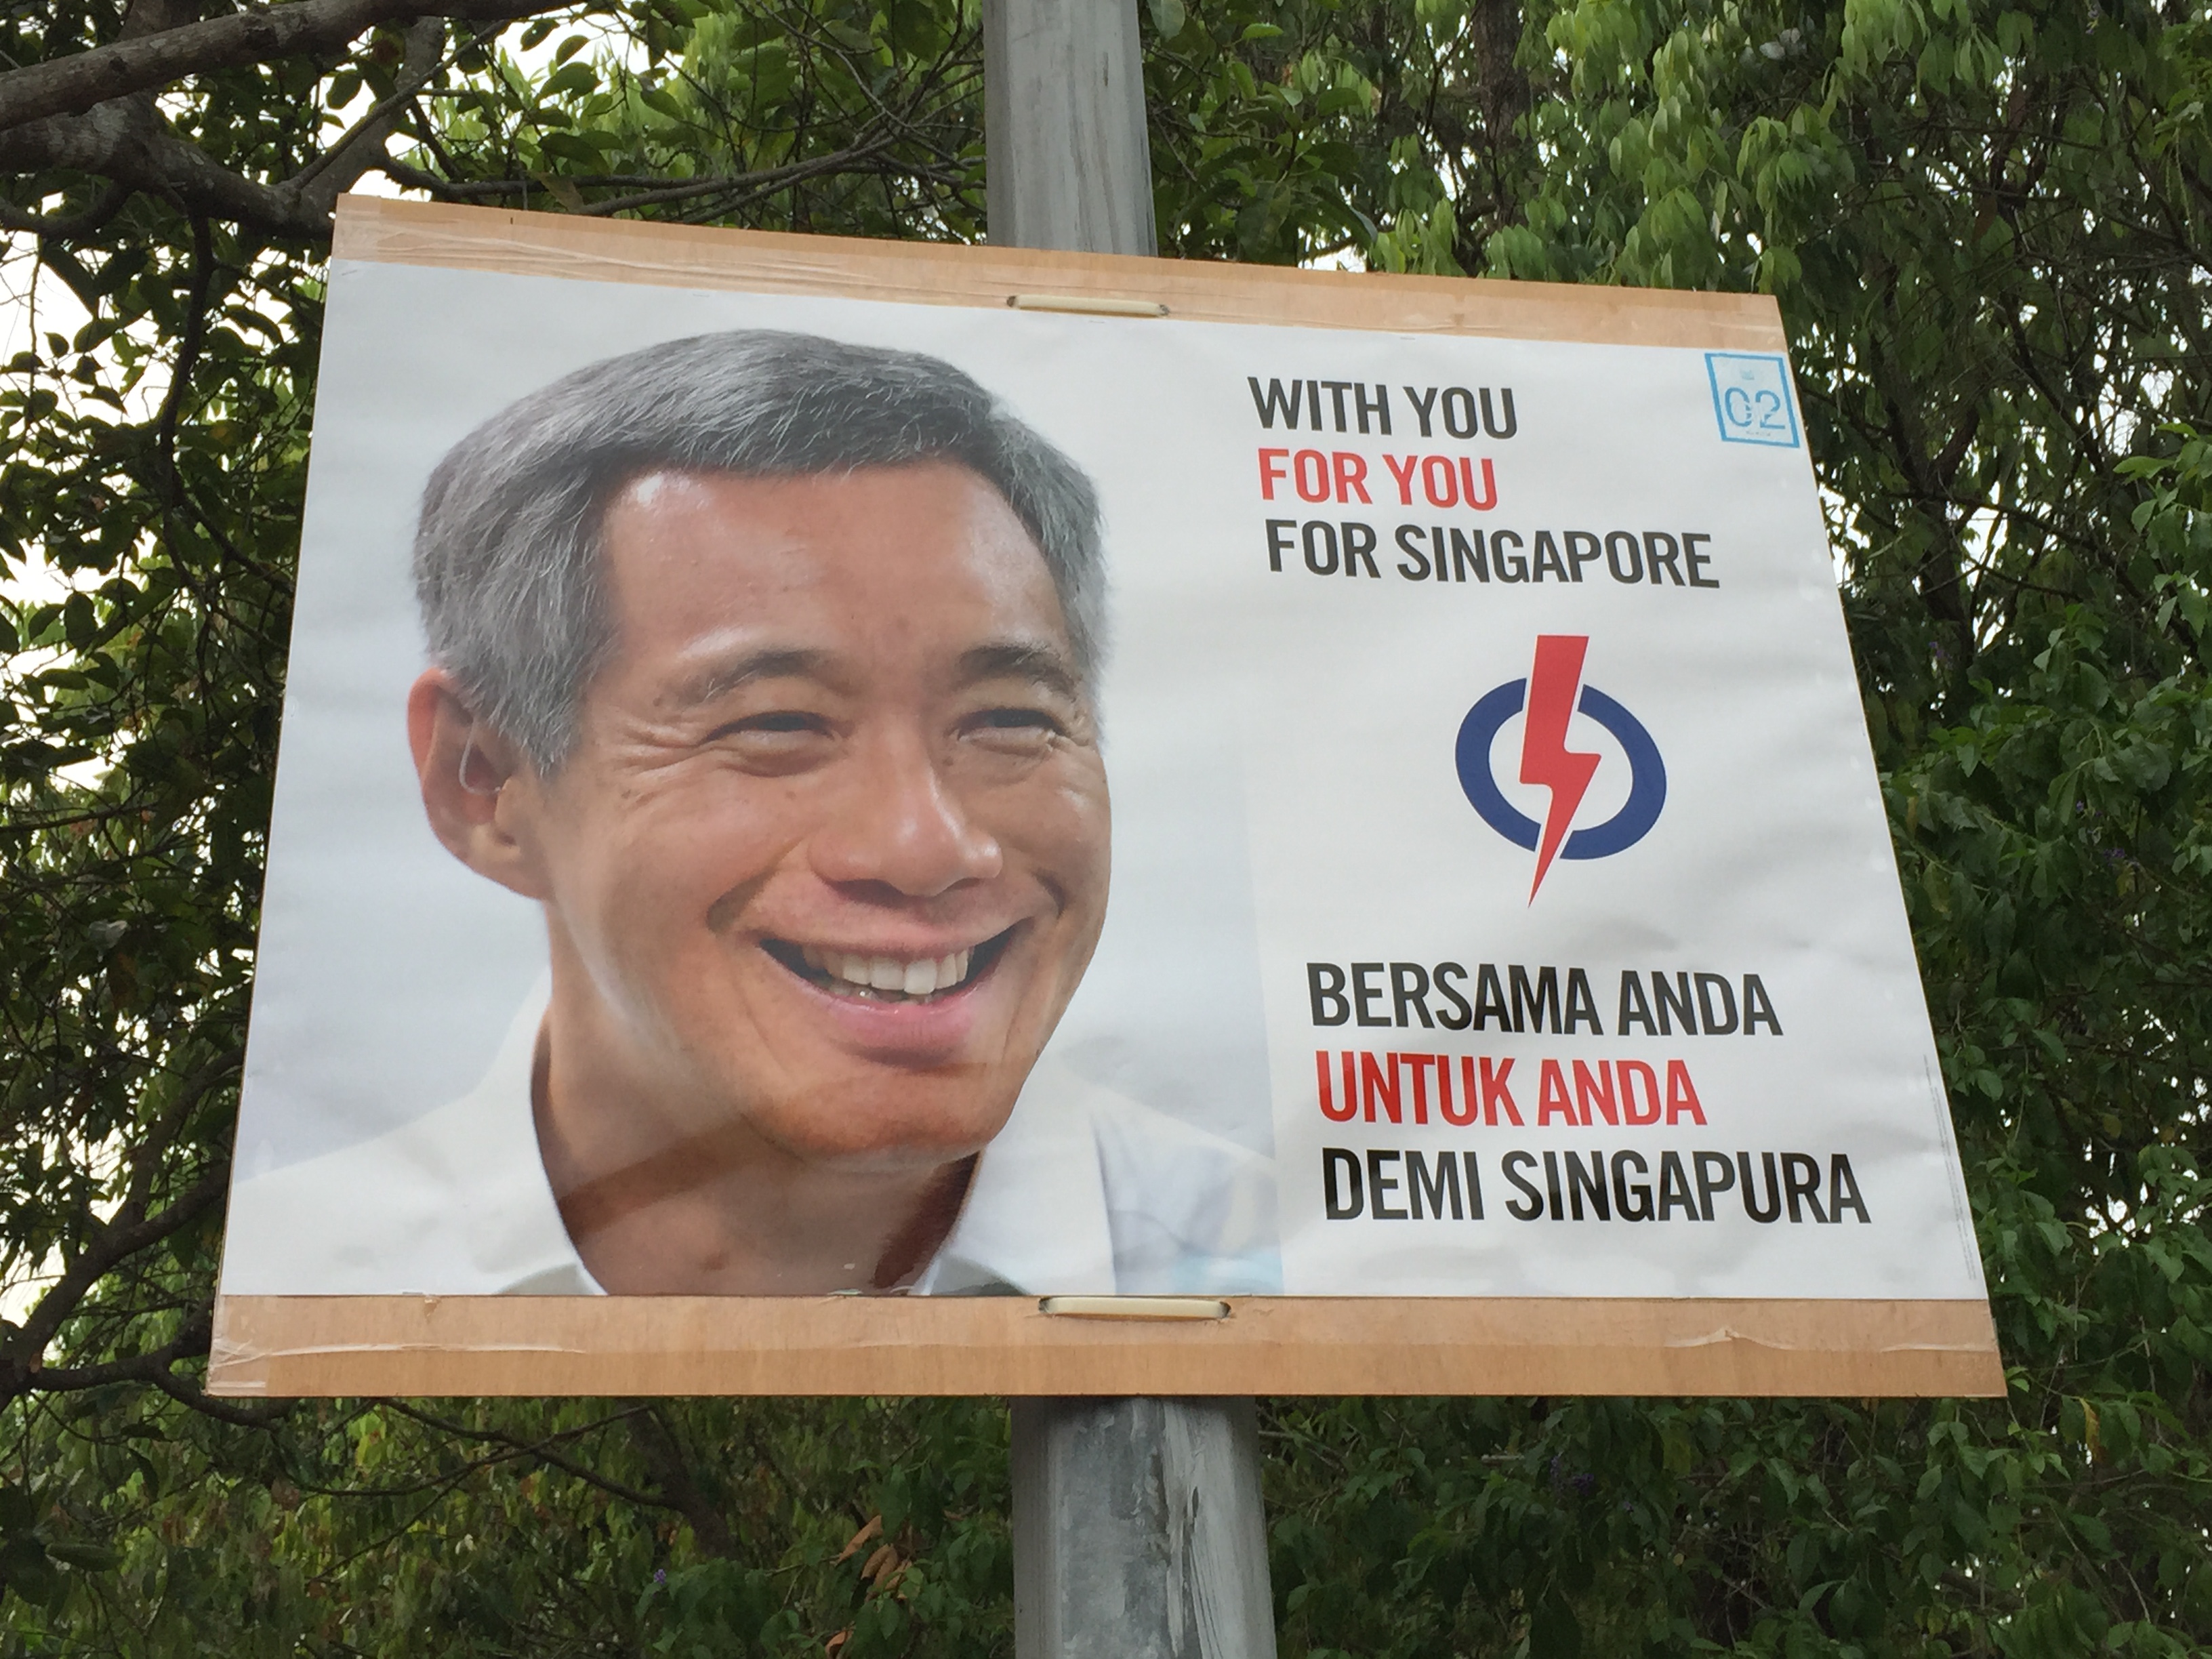 WITH YOU
FOR YOU
FOR SINGAPORE
02
BERSAMA ANDA
UNTUK ANDA
DEMI SINGAPURA